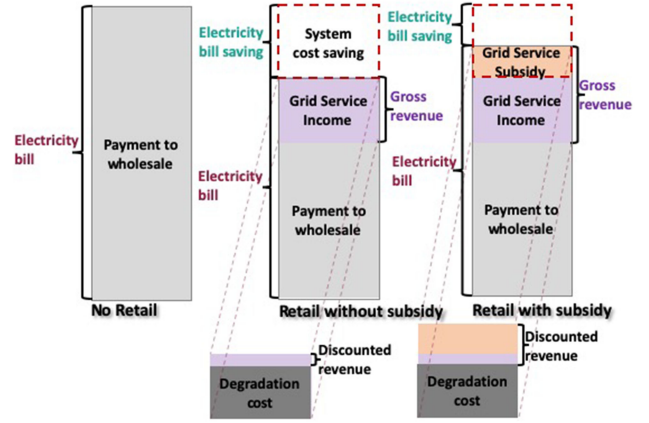 Electricity
bill
Payment to
wholesale
No Retail
Electricity
bill saving
System
cost saving
Grid Service
Income
Gross
revenue
Electricity
bill
Payment to
wholesale
Retail without subsidy
Discounted
revenue
Degradation
cost
Electricity
bill saving
Grid Service
Subsidy
Grid Service
Income
Gross
revenue
Electricity
bill
Payment to
wholesale
Retail with subsidy
Discounted
revenue
Degradation
cost